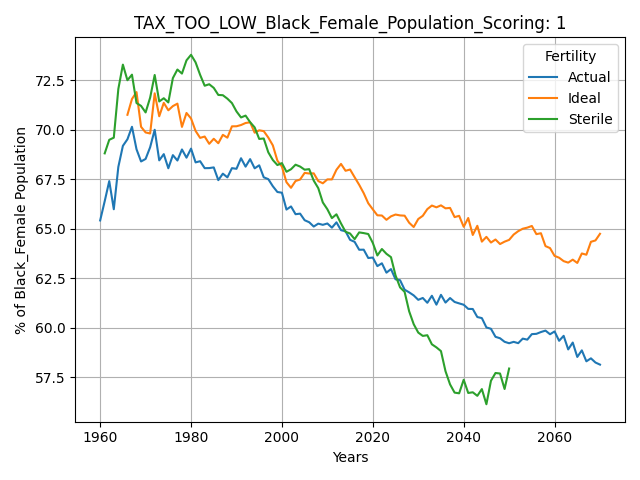 TAX_TOO_LOW_Black_Female_Population_Scoring: 1
Fertility
Actual
Ideal
Sterile
% of Black_Female Population
72.5
70.0
67.5
65.0
62.5
60.0
57.5
1960 1980 2000 2020 2040 2060
Years